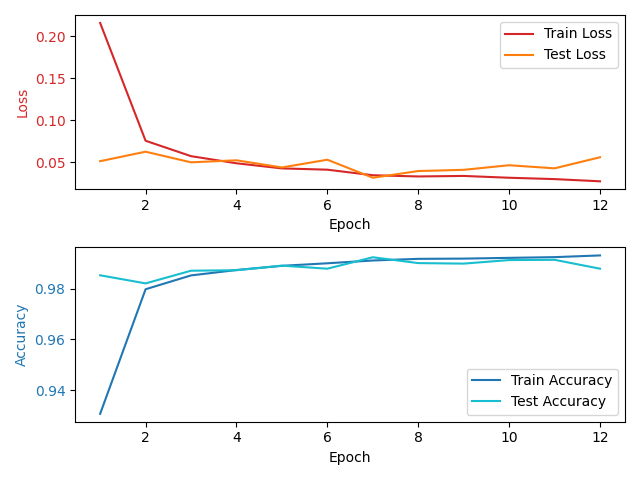 0.20
0.15
0.10
0.05
Loss
Train Loss
Test Loss
2 4 6 8 10 12
Epoch
0.98
0.96
0.94
Accuracy
Train Accuracy
Test Accuracy
2 4 6 8 10 12
Epoch